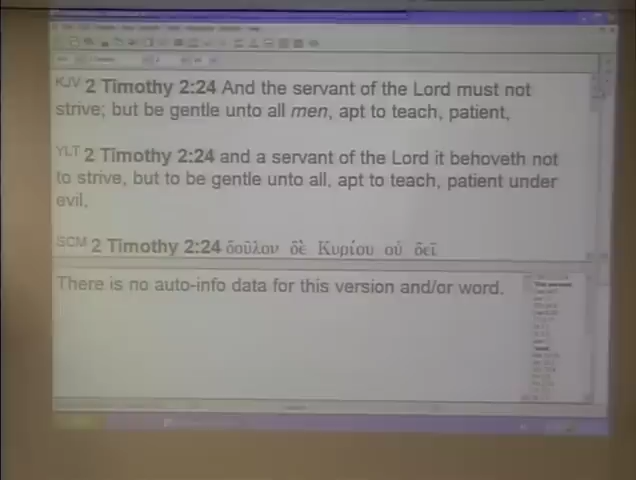 KJV 2 Timothy 2:24 And the servant of the Lord must not
strive; but be gentle unto all men, apt to teach, patient,
YLT 2 Timothy 2:24 and a servant of the Lord it behoveth not
to strive, but to be gentle unto all, apt to teach, patient under
evil,
SCM 2 Timothy 2:24 δοῦλον δὲ Κυρίου οὐ δεῖ
There is no auto-info data for this version and/or word.